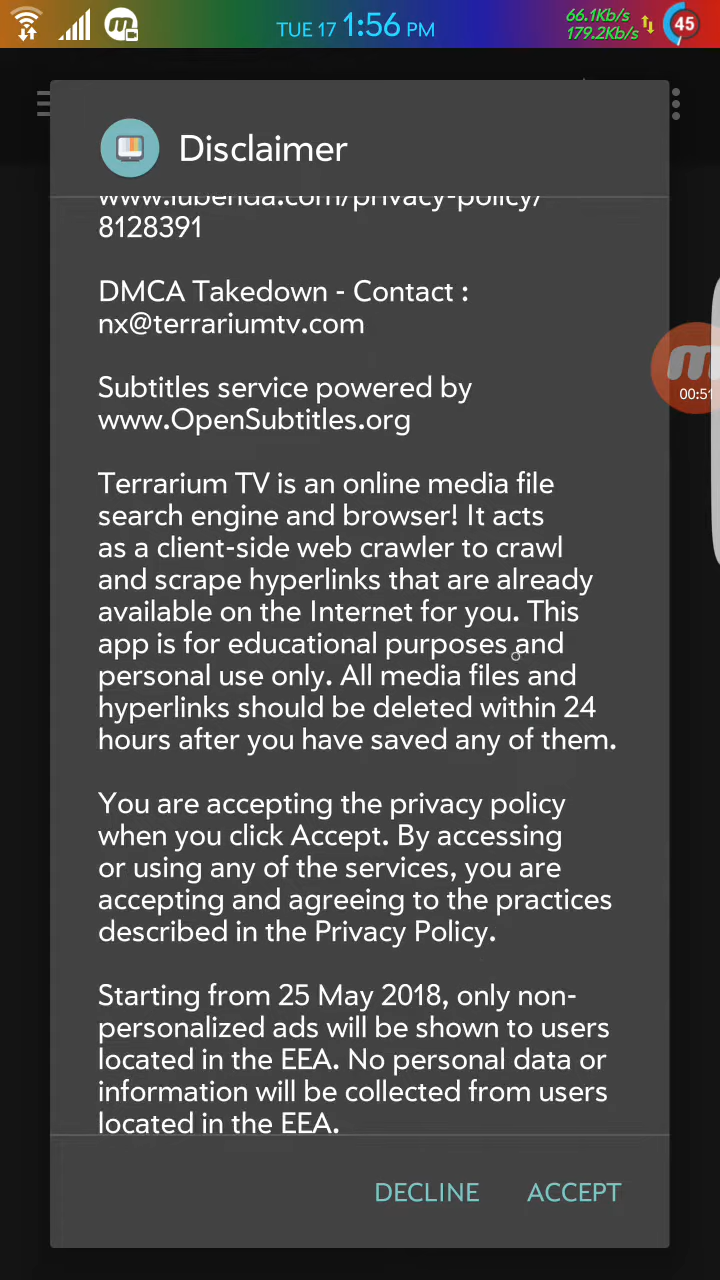 TUE 17 1:56 PM
66.1Kb/s
179.2Kb/s
45
Disclaimer
www.iubenda.com/privacy-policy/
8128391
DMCA Takedown - Contact :
nx@terrariumtv.com
Subtitles service powered by
www.OpenSubtitles.org
Terrarium TV is an online media file
search engine and browser! It acts
as a client-side web crawler to crawl
and scrape hyperlinks that are already
available on the Internet for you. This
app is for educational purposes and
personal use only. All media files and
hyperlinks should be deleted within 24
hours after you have saved any of them.
You are accepting the privacy policy
when you click Accept. By accessing
or using any of the services, you are
accepting and agreeing to the practices
described in the Privacy Policy.
Starting from 25 May 2018, only non-
personalized ads will be shown to users
located in the EEA. No personal data or
information will be collected from users
located in the EEA.
DECLINE
ACCEPT
00:51